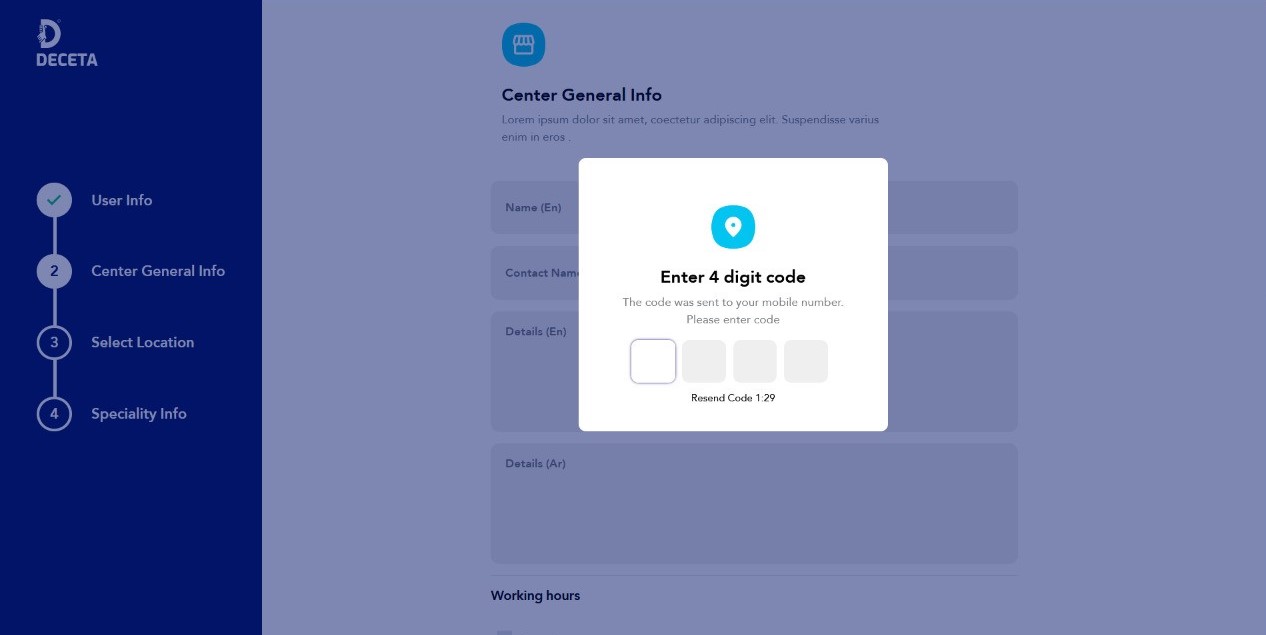 DECETA
User Info
2 Center General Info
3 Select Location
4 Speciality Info
Center General Info
Lorem ipsum dolor sit amet, coectetur adipiscing elit. Suspendisse varius
enim in eros .
Name (En)
Contact Name
Details (En)
Enter 4 digit code
The code was sent to your mobile number.
Please enter code
Resend Code 1:29
Details (Ar)
Working hours